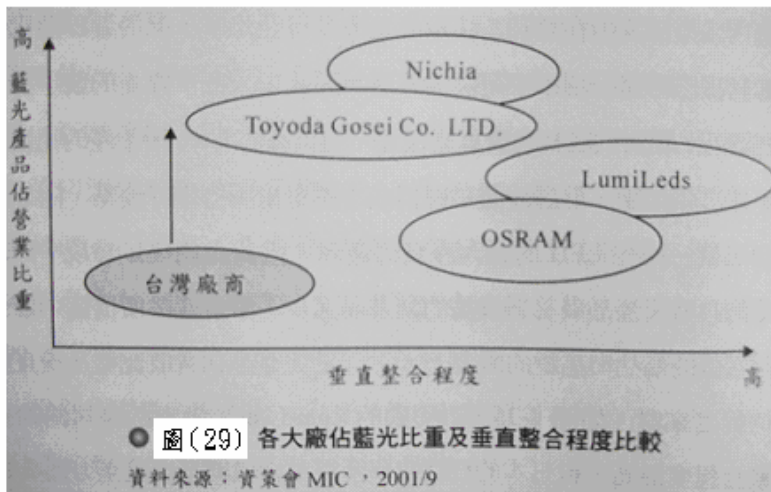 高
藍光產品佔營業比重
Nichia
Toyoda Gosei Co. LTD.
LumiLeds
OSRAM
台灣廠商
垂直整合程度
高
圖(29) 各大廠佔藍光比重及垂直整合程度比較
資料來源：資策會 MIC ，2001/9